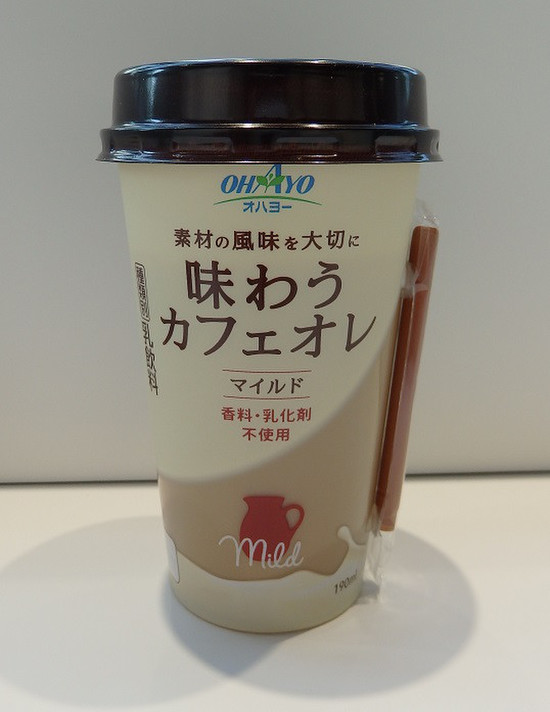 OHAYO
オハヨー
素材の風味を大切に
味わう
カフェオレ
マイルド
香料・乳化剤
不使用
種類別 乳飲料
Mild
190ml